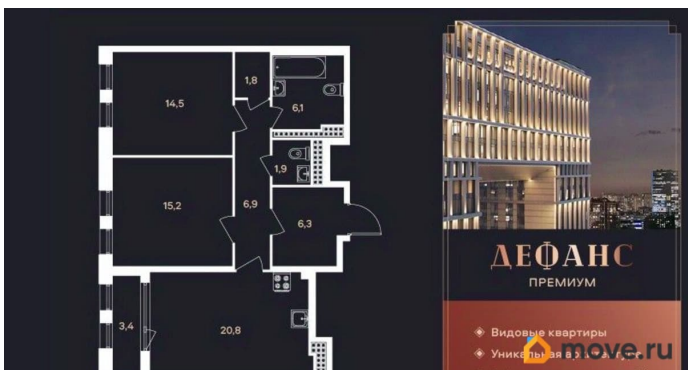 14,5
1,8
6,1
1,9
15,2
6,9
6,3
3,4
20,8
ДЕФАНС
ПРЕМИУМ
Видовые квартиры
Уникальная
move.ru